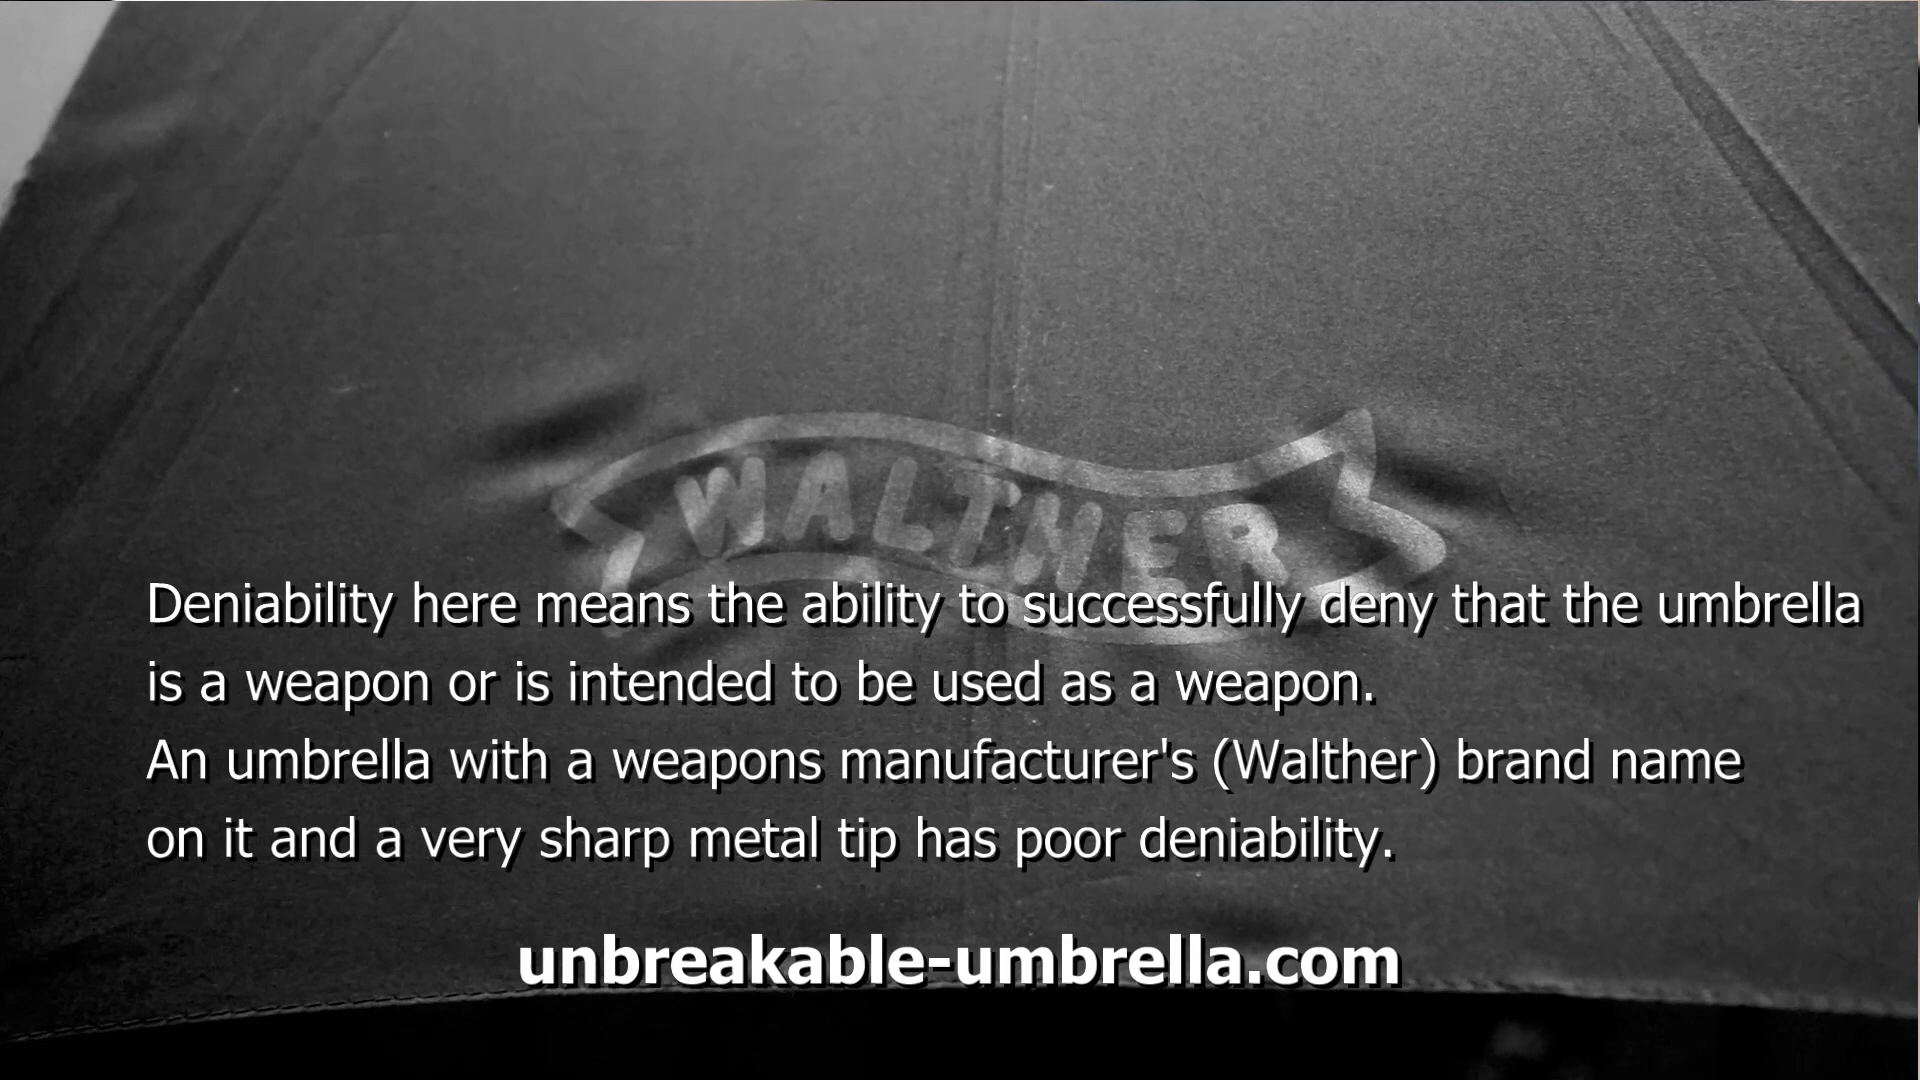 WALTHER
Deniability here means the ability to successfully deny that the umbrella
is a weapon or is intended to be used as a weapon.
An umbrella with a weapons manufacturer's (Walther) brand name
on it and a very sharp metal tip has poor deniability.
unbreakable-umbrella.com